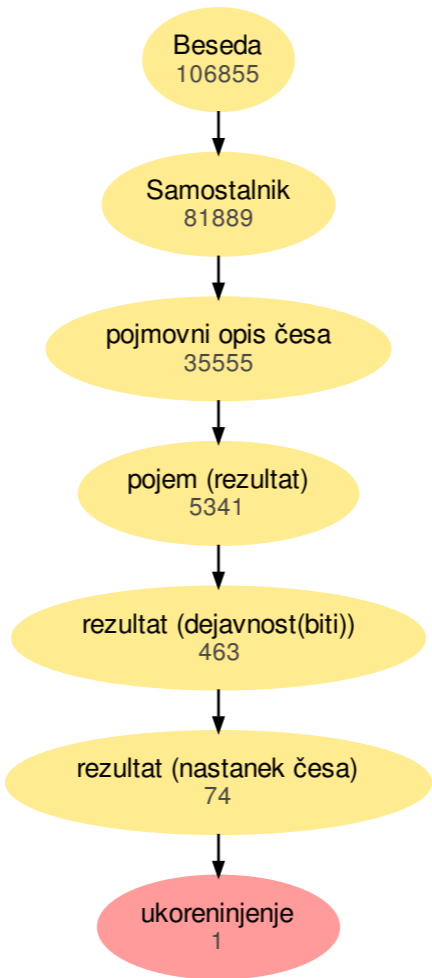 Beseda
106855
Samostalnik
81889
pojmovni opis česa
35555
pojem (rezultat)
5341
rezultat (dejavnost(biti))
463
rezultat (nastanek česa)
74
ukoreninjenje
1